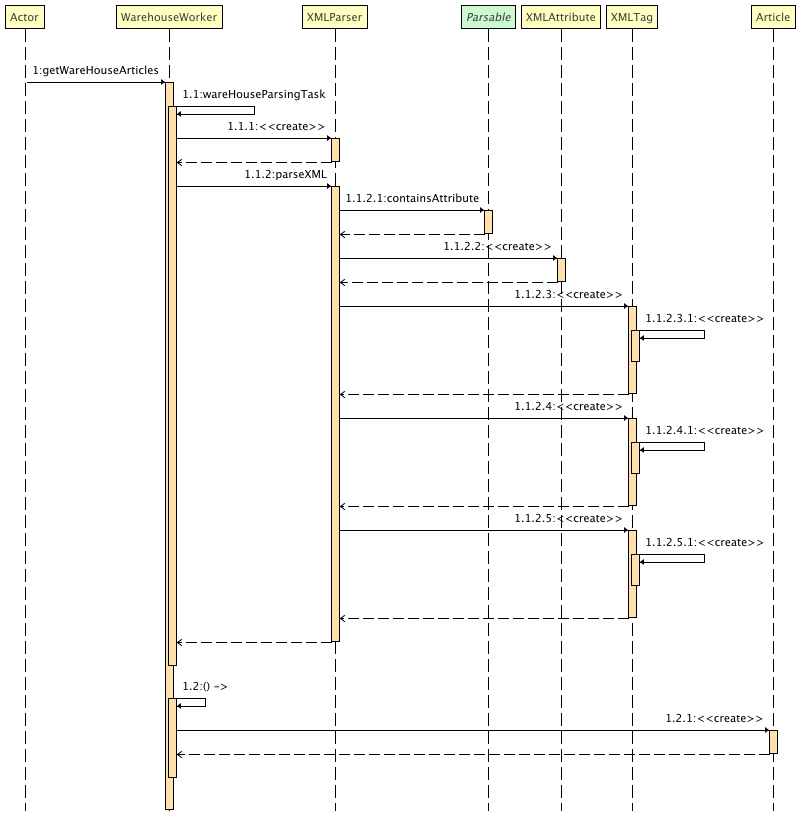 Actor
WarehouseWorker
XMLParser
Parsable
XMLAttribute
XMLTag
Article
1:getWareHouseArticles
1.1:wareHouseParsingTask
1.1.1:<<create>>
1.1.2:parseXML
1.1.2.1:containsAttribute
1.1.2.2:<<create>>
1.1.2.3:<<create>>
1.1.2.3.1:<<create>>
1.1.2.4:<<create>>
1.1.2.4.1:<<create>>
1.1.2.5:<<create>>
1.1.2.5.1:<<create>>
1.2:() ->
1.2.1:<<create>>